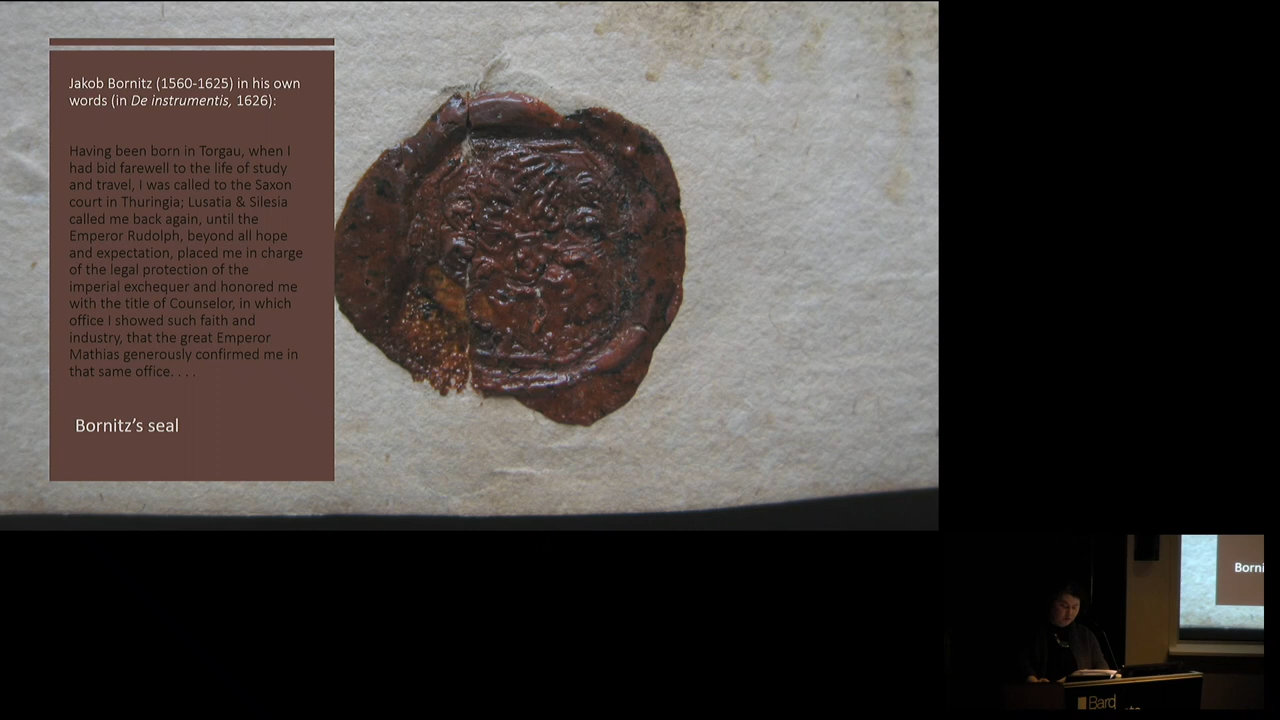 Jakob Bornitz (1560-1625) in his own
words (in De instrumentis, 1626):
Having been born in Torgau, when I
had bid farewell to the life of study
and travel, I was called to the Saxon
court in Thuringia; Lusatia & Silesia
called me back again, until the
Emperor Rudolph, beyond all hope
and expectation, placed me in charge
of the legal protection of the
imperial exchequer and honored me
with the title of Counselor, in which
office I showed such faith and
industry, that the great Emperor
Mathias generously confirmed me in
that same office. . . .
Bornitz’s seal
Borni
Bard